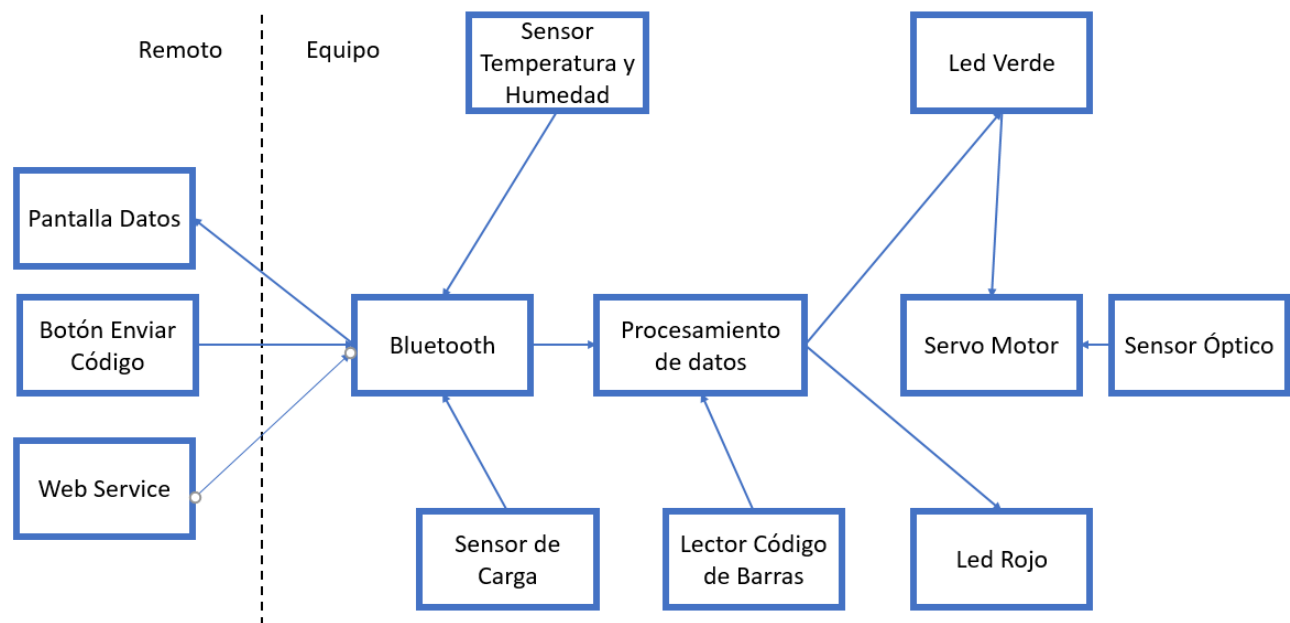 Remoto
Equipo
Sensor
Temperatura y
Humedad
Led Verde
Pantalla Datos
Botón Enviar
Código
Bluetooth
Procesamiento
de datos
Servo Motor
Sensor Óptico
Web Service
Sensor de
Carga
Lector Código
de Barras
Led Rojo